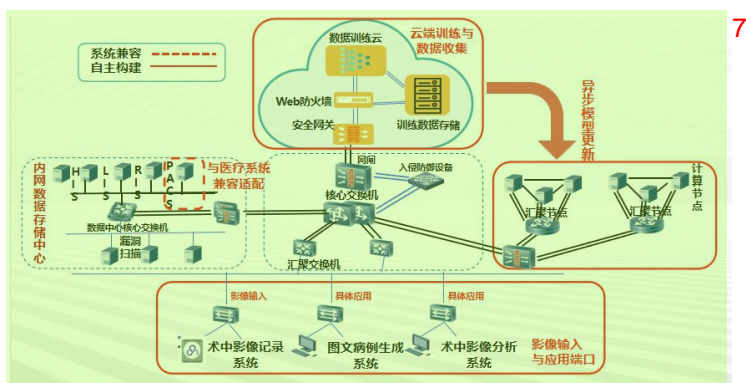 7
系统兼容
自主构建
云端训练与
数据收集
数据训练云
Web防火墙
训练数据存储
安全网关
异步模型更新
网闸
入侵防御设备
核心交换机
汇聚交换机
内网数据存储中心
HIS
LIS
RIS
PACS
与医疗系统
兼容适配
数据中心核心交换机
漏洞
扫描
计算节点
汇聚节点
汇聚节点
影像输入
具体应用
具体应用
术中影像记录
系统
图文病例生成
系统
术中影像分析
系统
影像输入
与应用端口